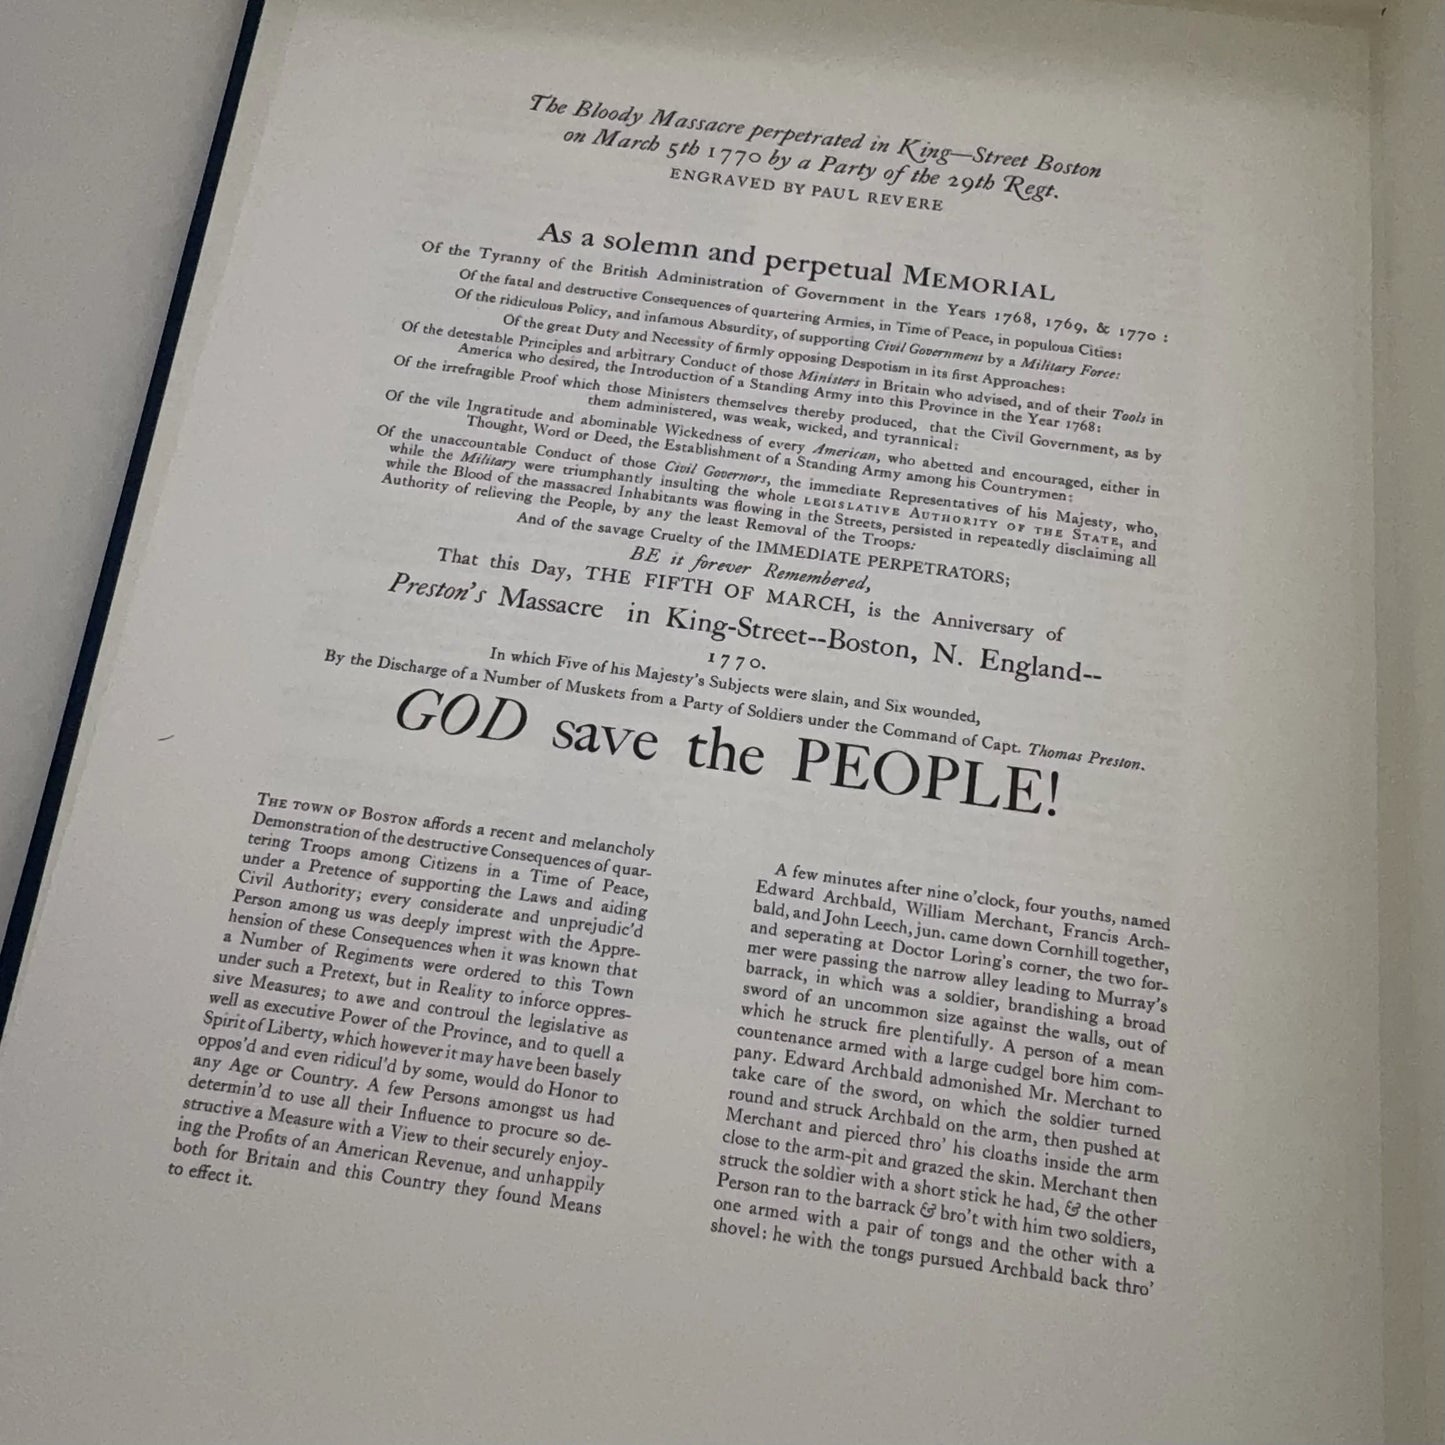 The Bloody Massacre perpetrated in King—Street Boston
on March 5th 1770 by a Party of the 29th Regt.
ENGRAVED BY PAUL REVERE
As a solemn and perpetual MEMORIAL
Of the Tyranny of the British Administration of Government in the Years 1768, 1769, & 1770 :
Of the fatal and destructive Consequences of quartering Armies, in Time of Peace, in populous Cities:
Of the ridiculous Policy, and infamous Absurdity, of supporting Civil Government by a Military Force:
Of the great Duty and Necessity of firmly opposing Despotism in its first Approaches:
Of the detestable Principles and arbitrary Conduct of those Ministers in Britain who advised, and of their Tools in
America who desired, the Introduction of a Standing Army into this Province in the Year 1768:
Of the irrefragible Proof which those Ministers themselves thereby produced, that the Civil Government, as by
them administered, was weak, wicked, and tyrannical:
Of the vile Ingratitude and abominable Wickedness of every American, who abetted and encouraged, either in
Thought, Word or Deed, the Establishment of a Standing Army among his Countrymen:
Of the unaccountable Conduct of those Civil Governors, the immediate Representatives of his Majesty, who,
while the Military were triumphantly insulting the whole LEGISLATIVE AUTHORITY OF THE STATE, and
while the Blood of the massacred Inhabitants was flowing in the Streets, persisted in repeatedly disclaiming all
Authority of relieving the People, by any the least Removal of the Troops:
And of the savage Cruelty of the IMMEDIATE PERPETRATORS;
BE it forever Remembered,
That this Day, THE FIFTH OF MARCH, is the Anniversary of
Preston's Massacre in King-Street--Boston, N. England--
1770.
In which Five of his Majesty's Subjects were slain, and Six wounded,
By the Discharge of a Number of Muskets from a Party of Soldiers under the Command of Capt. Thomas Preston.
GOD save the PEOPLE!
THE TOWN OF BOSTON affords a recent and melancholy
Demonstration of the destructive Consequences of quar-
tering Troops among Citizens in a Time of Peace,
under a Pretence of supporting the Laws and aiding
Civil Authority; every considerate and unprejudic'd
Person among us was deeply imprest with the Appre-
hension of these Consequences when it was known that
a Number of Regiments were ordered to this Town
under such a Pretext, but in Reality to inforce oppres-
sive Measures; to awe and controul the legislative as
well as executive Power of the Province, and to quell a
Spirit of Liberty, which however it may have been basely
oppos'd and even ridicul'd by some, would do Honor to
any Age or Country. A few Persons amongst us had
determin'd to use all their Influence to procure so de-
structive a Measure with a View to their securely enjoy-
ing the Profits of an American Revenue, and unhappily
both for Britain and this Country they found Means
to effect it.
A few minutes after nine o'clock, four youths, named
Edward Archbald, William Merchant, Francis Arch-
bald, and John Leech, jun. came down Cornhill together,
and seperating at Doctor Loring's corner, the two for-
mer were passing the narrow alley leading to Murray's
barrack, in which was a soldier, brandishing a broad
sword of an uncommon size against the walls, out of
which he struck fire plentifully. A person of a mean
countenance armed with a large cudgel bore him com-
pany. Edward Archbald admonished Mr. Merchant to
take care of the sword, on which the soldier turned
round and struck Archbald on the arm, then pushed at
Merchant and pierced thro' his cloaths inside the arm
close to the arm-pit and grazed the skin. Merchant then
struck the soldier with a short stick he had, & the other
Person ran to the barrack & bro't with him two soldiers,
one armed with a pair of tongs and the other with a
shovel: he with the tongs pursued Archbald back thro'